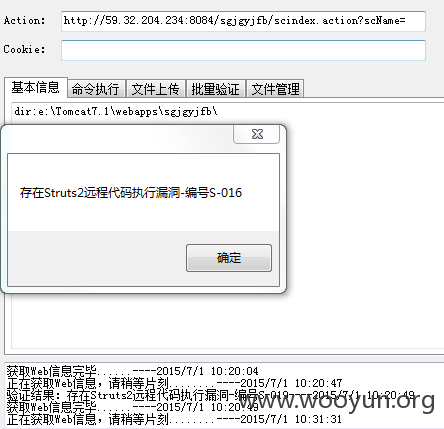 Action: http://59.32.204.234:8084/sgjgyjfb/scindex.action?scName=
Cookie:
基本信息 命令执行 文件上传 批量验证 文件管理
dir:e:\Tomcat7.1\webapps\sgjgyjfb\
存在Struts2远程代码执行漏洞-编号S-016
确定
获取Web信息完毕......----2015/7/1 10:20:04
正在获取Web信息，请稍等片刻........----2015/7/1 10:20:47
验证结果：存在Struts2远程代码执行漏洞-编号S-019----2015/7/1 10:20:49
获取Web信息完毕......----2015/7/1 10:20:49
正在获取Web信息，请稍等片刻........----2015/7/1 10:31:31
www.wooyun.org